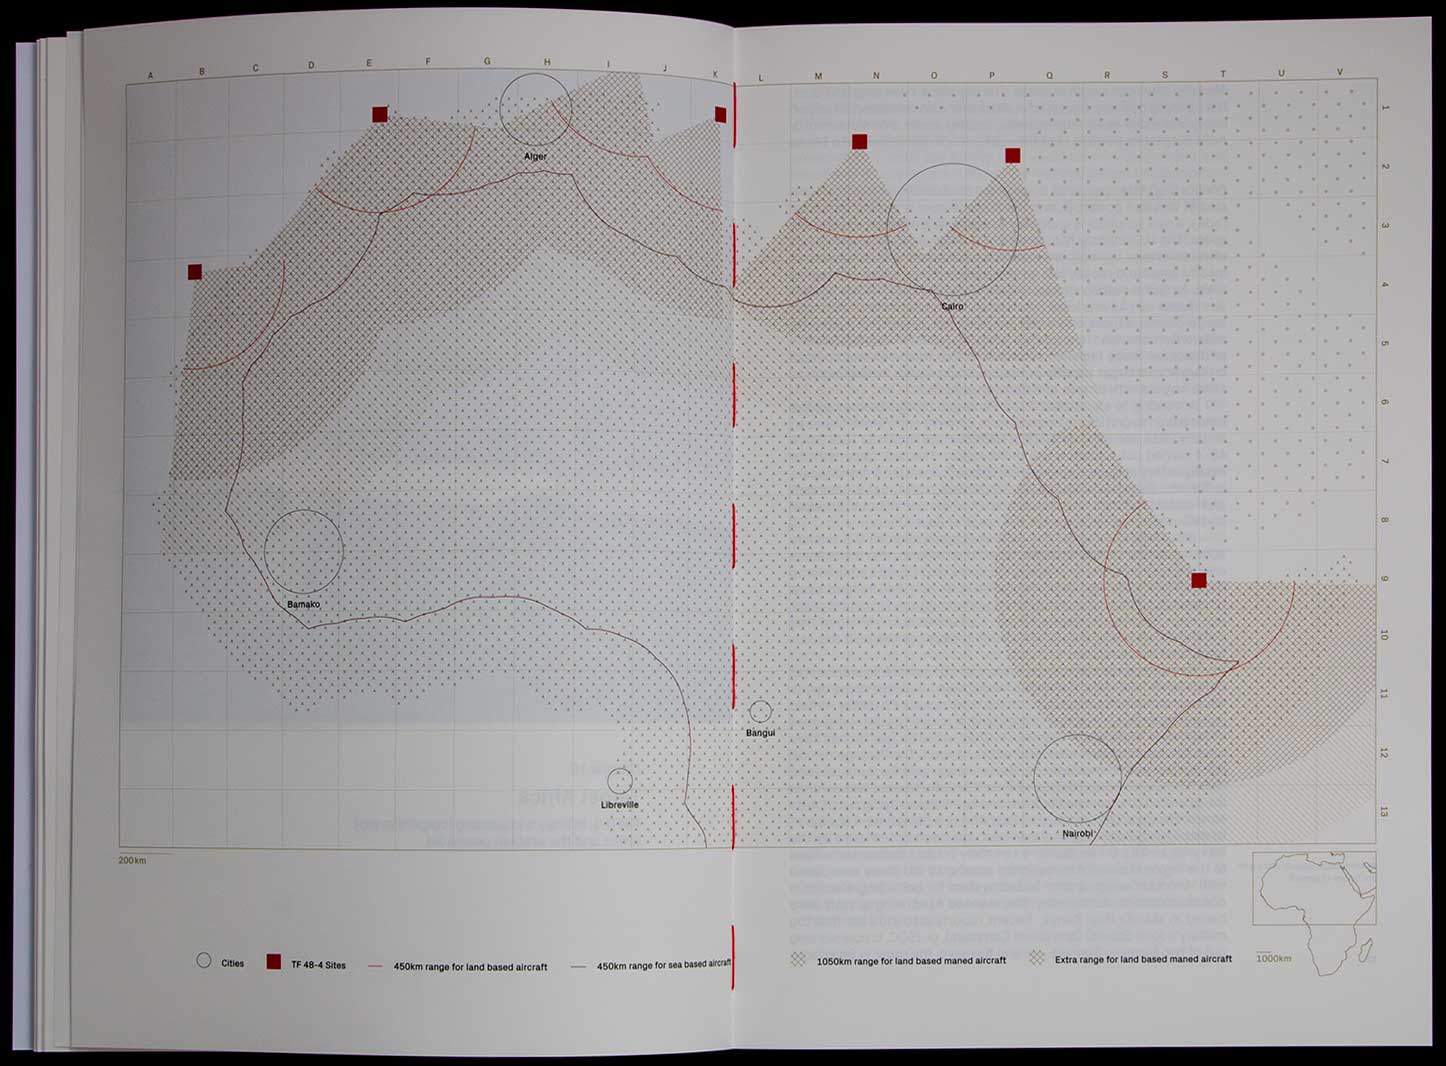 A B C D E F G H I J K L M N O P Q R S T U V
1
2
3
4
5
6
7
8
9
10
11
12
13
Alger
Cairo
Bamako
Bangui
Libreville
Nairobi
200km
1000km
Cities
TF 48-4 Sites
450km range for land based aircraft
450km range for sea based aircraft
1050km range for land based maned aircraft
Extra range for land based maned aircraft